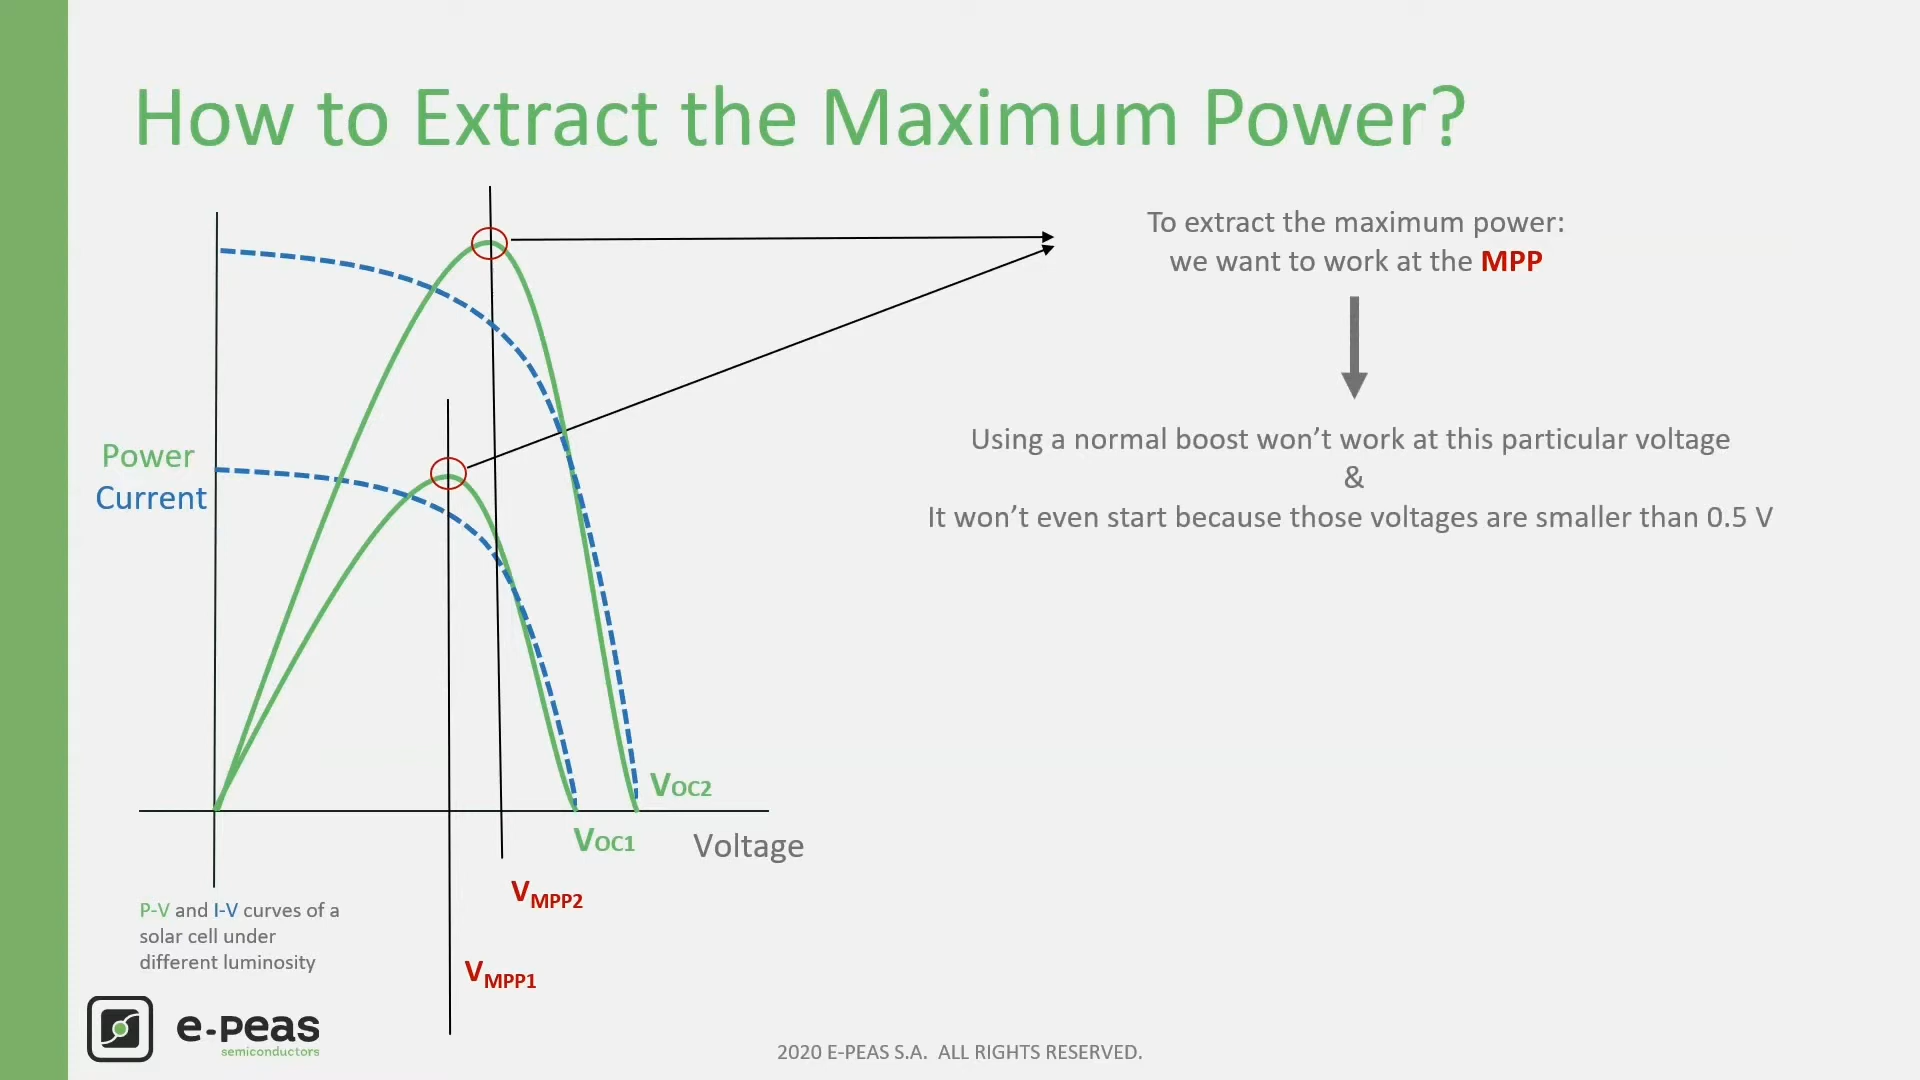 How to Extract the Maximum Power?
To extract the maximum power:
we want to work at the MPP
Using a normal boost won’t work at this particular voltage
&
It won’t even start because those voltages are smaller than 0.5 V
Power
Current
VOC2
VOC1
Voltage
VMPP2
VMPP1
P-V and I-V curves of a
solar cell under
different luminosity
e-peas
semiconductors
2020 E-PEAS S.A. ALL RIGHTS RESERVED.